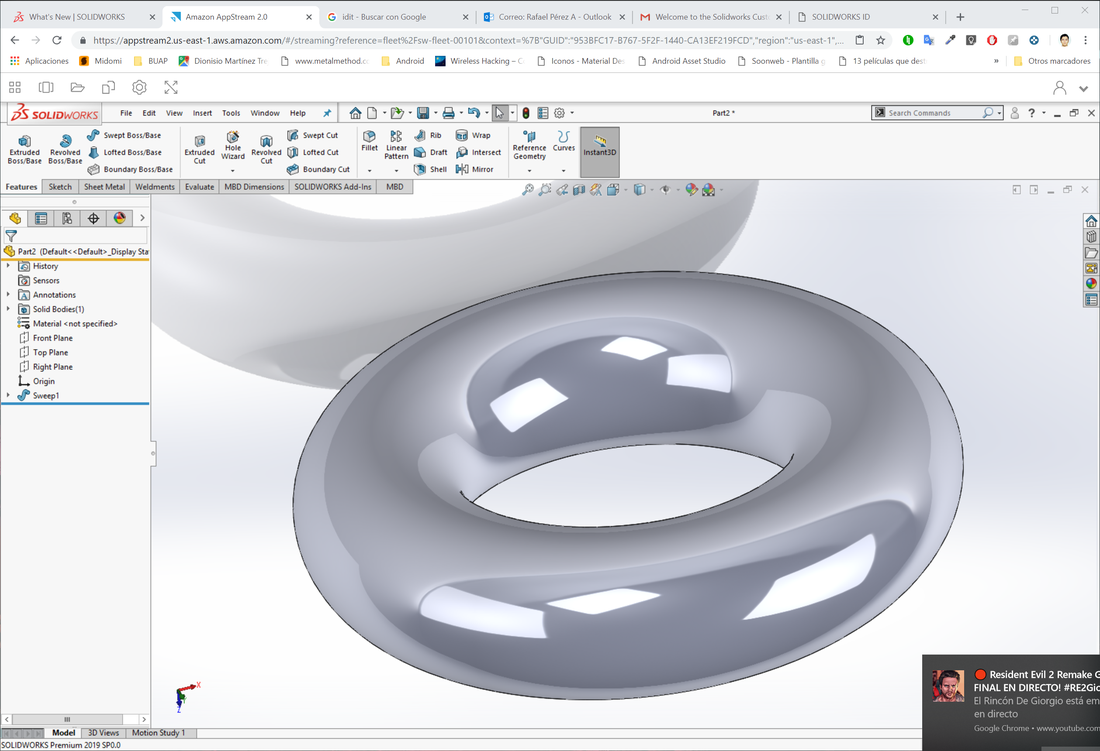 What's New | SOLIDWORKS
Amazon AppStream 2.0
idit - Buscar con Google
Correo: Rafael Pérez A - Outlook
Welcome to the Solidworks Cust
SOLIDWORKS ID
https://appstream2.us-east-1.aws.amazon.com/#/streaming?reference=fleet%2Fsw-fleet-00101&context=%7B"GUID":"953BFC17-B767-5F2F-1440-CA13EF219FCD","region":"us-east-1",...
Aplicaciones
Midomi
BUAP
Dionisio Martínez Tr
www.metalmethod.c
Android
Wireless Hacking – C
Iconos - Material Des
Android Asset Studio
Soonweb - Plantilla g
13 películas que dest
»
Otros marcadores
SOLIDWORKS
File
Edit
View
Insert
Tools
Window
Help
Part2 *
Search Commands
Extruded Boss/Base
Revolved Boss/Base
Swept Boss/Base
Lofted Boss/Base
Boundary Boss/Base
Extruded Cut
Hole Wizard
Revolved Cut
Swept Cut
Lofted Cut
Boundary Cut
Fillet
Linear Pattern
Rib
Draft
Shell
Wrap
Intersect
Mirror
Reference Geometry
Curves
Instant3D
Features
Sketch
Sheet Metal
Weldments
Evaluate
MBD Dimensions
SOLIDWORKS Add-Ins
MBD
Part2 (Default<<Default>_Display Sta
History
Sensors
Annotations
Solid Bodies(1)
Material <not specified>
Front Plane
Top Plane
Right Plane
Origin
Sweep1
X
Z
Resident Evil 2 Remake G
FINAL EN DIRECTO! #RE2Gio
El Rincón De Giorgio está em
en directo
Google Chrome • www.youtube.com
Model
3D Views
Motion Study 1
SOLIDWORKS Premium 2019 SP0.0